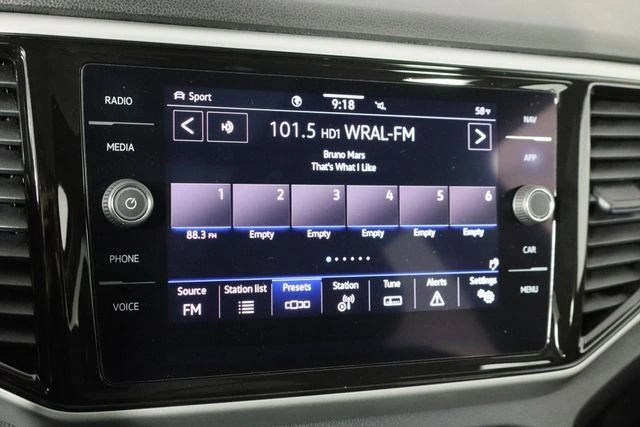 RADIO
MEDIA
PHONE
VOICE
Sport
9:18
58°F
HD
101.5 HD1 WRAL-FM
Bruno Mars
That's What I Like
1 2 3 4 5 6
88.3 FM Empty Empty Empty Empty Empty
Source Station list Presets Station Tune Alerts Settings
FM
NAV
APP
CAR
MENU